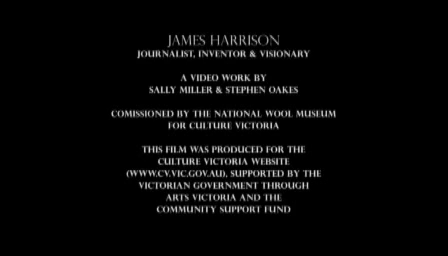 JAMES HARRISON
JOURNALIST, INVENTOR & VISIONARY
A VIDEO WORK BY
SALLY MILLER & STEPHEN OAKES
COMISSIONED BY THE NATIONAL WOOL MUSEUM
FOR CULTURE VICTORIA
THIS FILM WAS PRODUCED FOR THE
CULTURE VICTORIA WEBSITE
(WWW.CV.VIC.GOV.AU), SUPPORTED BY THE
VICTORIAN GOVERNMENT THROUGH
ARTS VICTORIA AND THE
COMMUNITY SUPPORT FUND